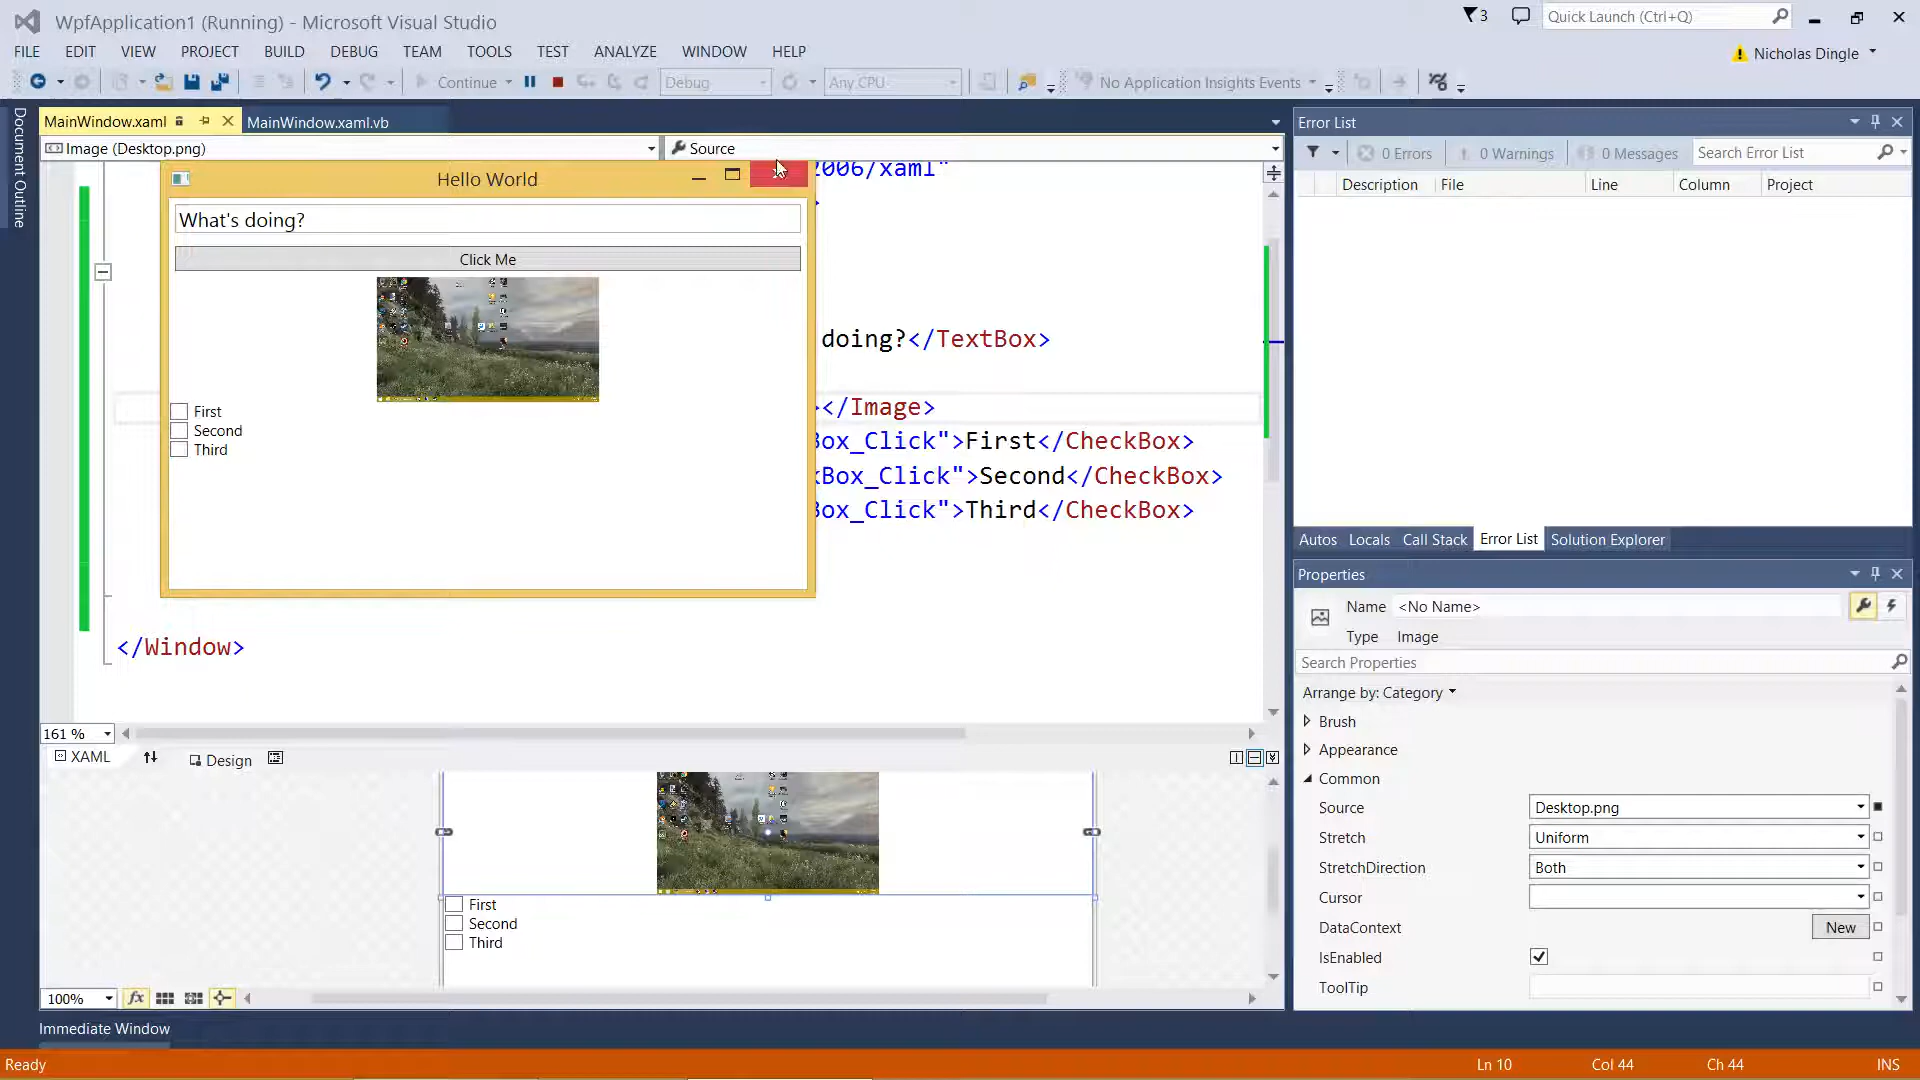 WpfApplication1 (Running) - Microsoft Visual Studio
3
Quick Launch (Ctrl+Q)
FILE EDIT VIEW PROJECT BUILD DEBUG TEAM TOOLS TEST ANALYZE WINDOW HELP
Nicholas Dingle
Continue Debug Any CPU No Application Insights Events
Document Outline
MainWindow.xaml MainWindow.xaml.vb
Image (Desktop.png) Source
Hello World
2006/xaml"
>
What's doing?
Click Me
doing?</TextBox>
></Image>
First
Box_Click">First</CheckBox>
Second
kBox_Click">Second</CheckBox>
Third
Box_Click">Third</CheckBox>
</Window>
161 %
XAML Design
First
Second
Third
100% fx
Immediate Window
Error List
0 Errors 0 Warnings 0 Messages Search Error List
Description File Line Column Project
Autos Locals Call Stack Error List Solution Explorer
Properties
Name <No Name>
Type Image
Search Properties
Arrange by: Category
Brush
Appearance
Common
Source Desktop.png
Stretch Uniform
StretchDirection Both
Cursor
DataContext New
IsEnabled
ToolTip
Ready Ln 10 Col 44 Ch 44 INS